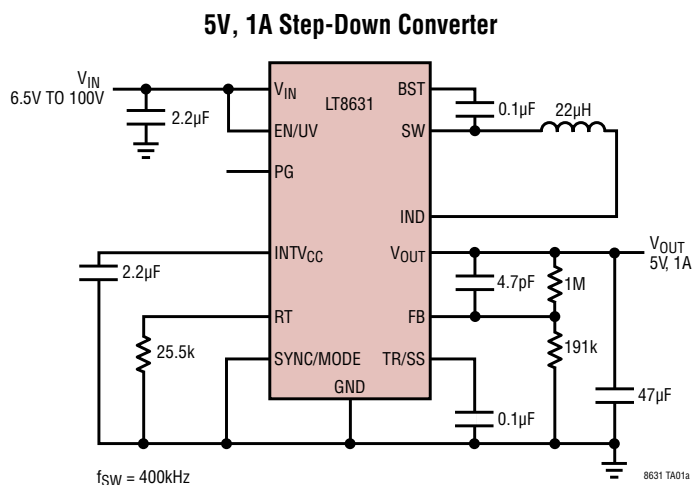 5V, 1A Step-Down Converter
VIN
6.5V TO 100V
2.2µF
VIN
EN/UV
PG
INTVCC
RT
SYNC/MODE
GND
LT8631
BST
SW
IND
VOUT
FB
TR/SS
0.1µF
22µH
VOUT
5V, 1A
4.7pF
1M
191k
47µF
0.1µF
2.2µF
25.5k
fSW = 400kHz
8631 TA01a